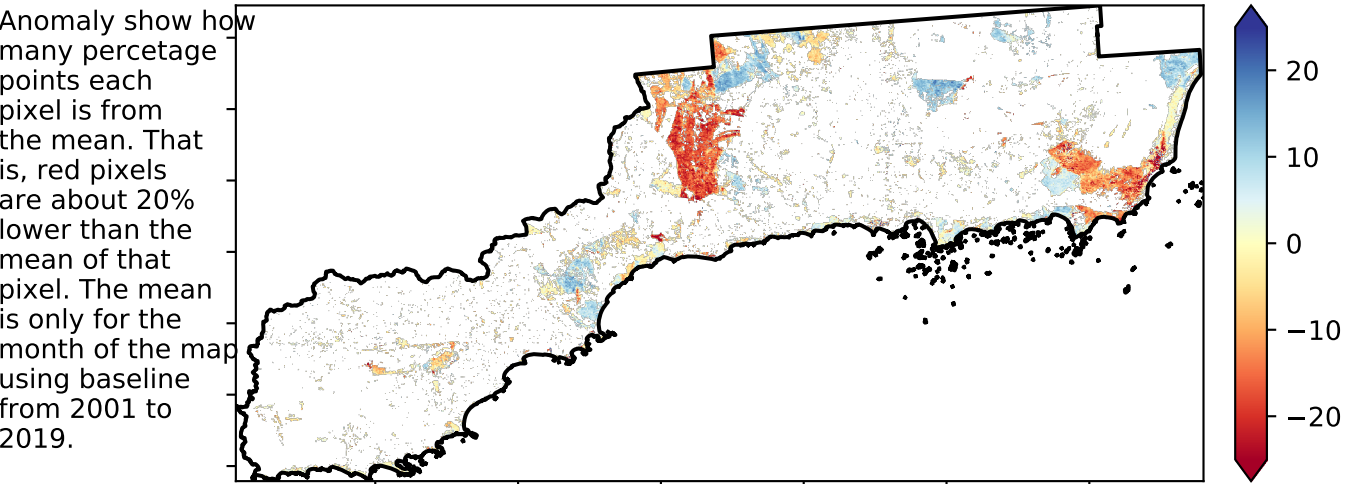 Anomaly show how
many percetage
points each
pixel is from
the mean. That
is, red pixels
are about 20%
lower than the
mean of that
pixel. The mean
is only for the
month of the map
using baseline
from 2001 to
2019.
20
10
0
−10
−20